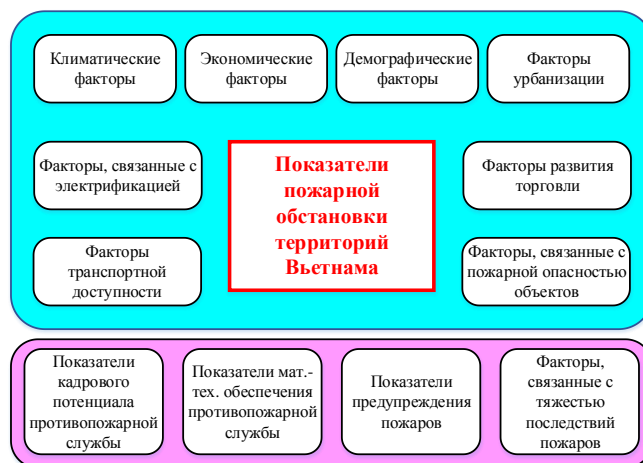 Климатические
факторы
Экономические
факторы
Демографические
факторы
Факторы
урбанизации
Факторы, связанные с
электрификацией
Показатели
пожарной
обстановки
территорий
Вьетнама
Факторы развития
торговли
Факторы
транспортной
доступности
Факторы, связанные с
пожарной опасностью
объектов
Показатели
кадрового
потенциала
противопожарной
службы
Показатели мат.-
тех. обеспечения
противопожарной
службы
Показатели
предупреждения
пожаров
Факторы,
связанные с
тяжестью
последствий
пожаров